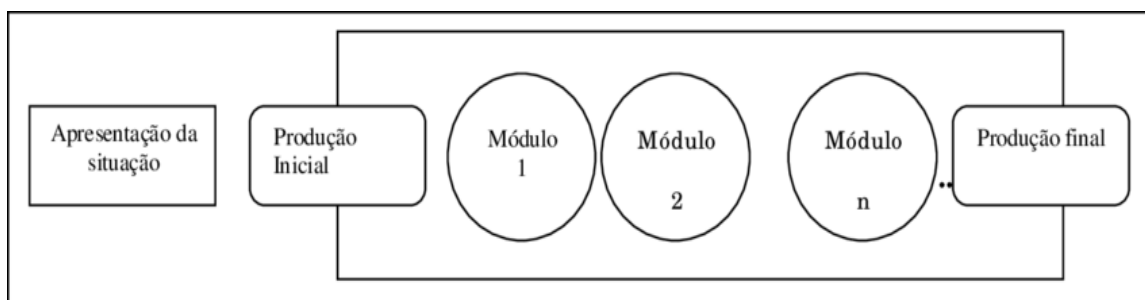 Apresentação da
situação
Produção
Inicial
Módulo
1
Módulo
2
Módulo
n
..
Produção final